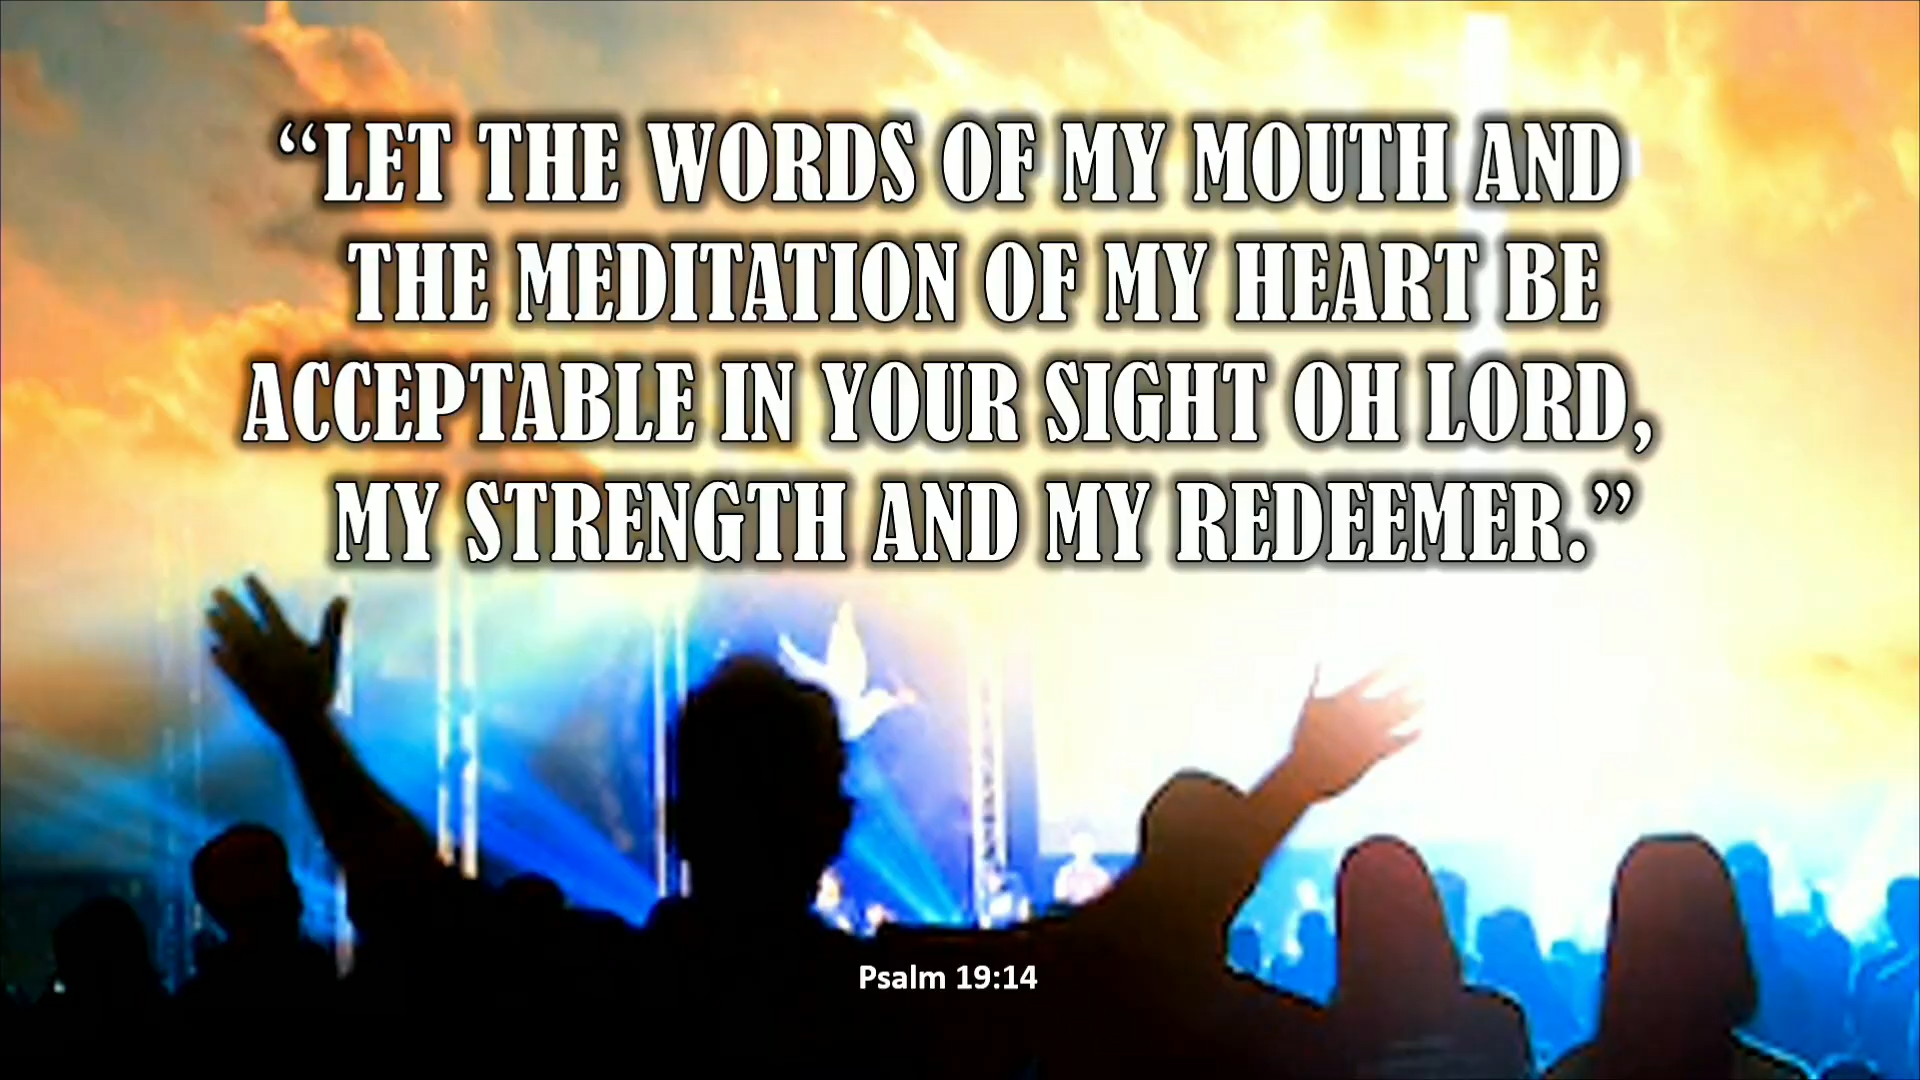 “LET THE WORDS OF MY MOUTH AND
THE MEDITATION OF MY HEART BE
ACCEPTABLE IN YOUR SIGHT OH LORD,
MY STRENGTH AND MY REDEEMER.”
Psalm 19:14